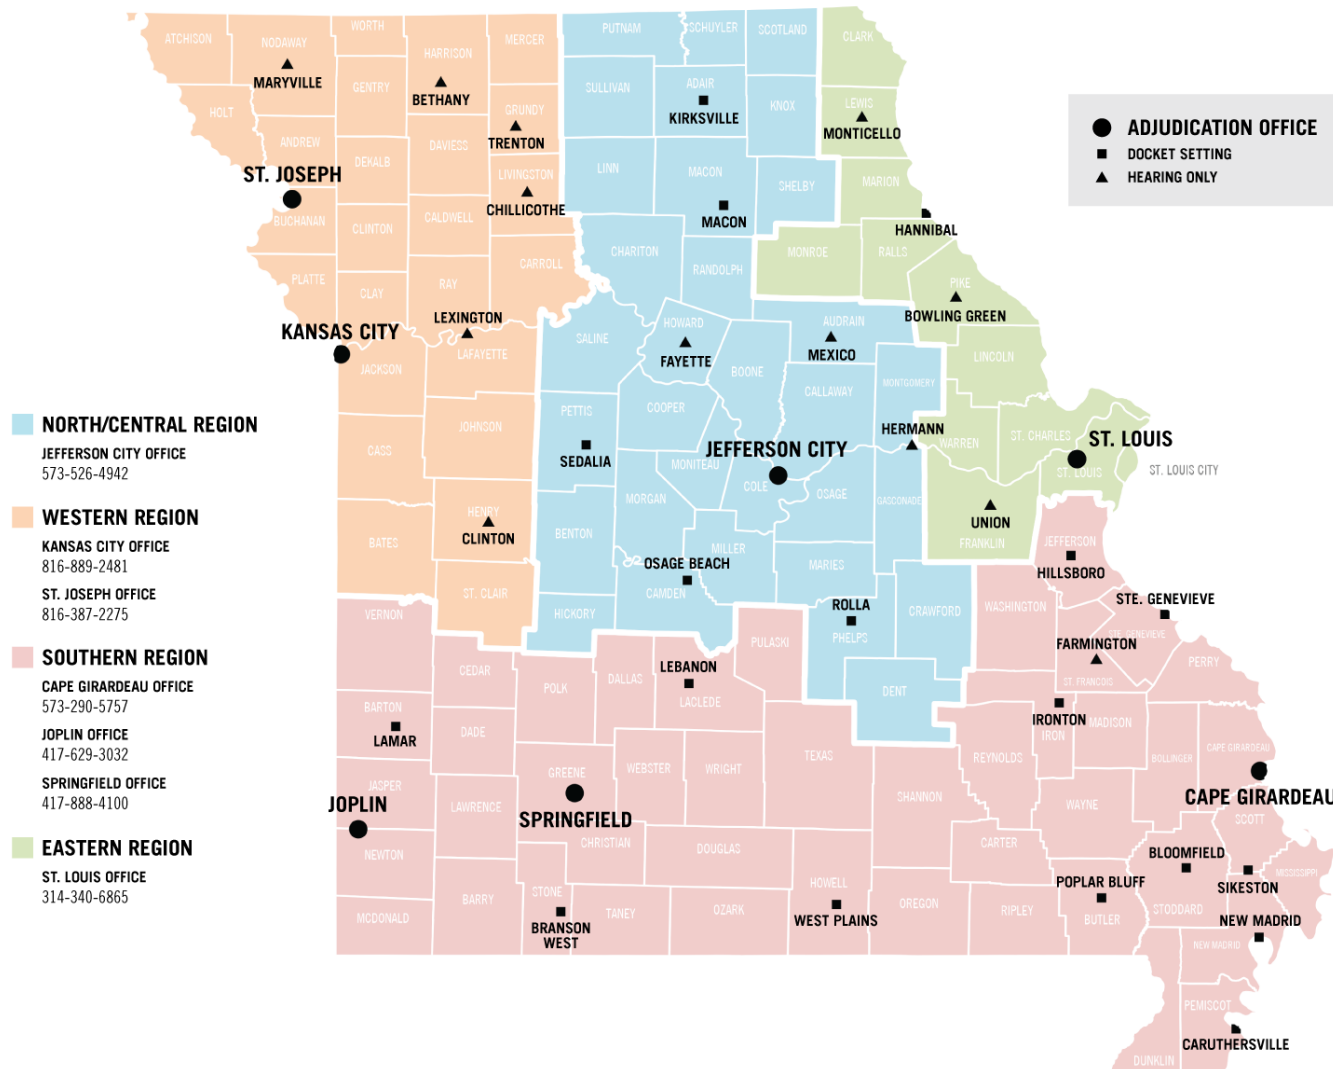 ATCHISON
NODAWAY
WORTH
HARRISON
MERCER
PUTNAM
SCHUYLER
SCOTLAND
CLARK
MARYVILLE
BETHANY
GENTRY
SULLIVAN
ADAIR
KIRKSVILLE
KNOX
LEWIS
MONTICELLO
HOLT
GRUNDY
TRENTON
ANDREW
DEKALB
DAVIESS
LINN
MACON
SHELBY
MARION
ADJUDICATION OFFICE
DOCKET SETTING
HEARING ONLY
ST. JOSEPH
LIVINGSTON
CHILLICOTHE
BUCHANAN
CLINTON
CALDWELL
MACON
HANNIBAL
CHARITON
RANDOLPH
MONROE
RALLS
PLATTE
CLAY
RAY
CARROLL
PIKE
BOWLING GREEN
LEXINGTON
KANSAS CITY
SALINE
HOWARD
FAYETTE
AUDRAIN
MEXICO
LINCOLN
JACKSON
LAFAYETTE
BOONE
CALLAWAY
MONTGOMERY
NORTH/CENTRAL REGION
JEFFERSON CITY OFFICE
573-526-4942
JOHNSON
PETTIS
SEDALIA
COOPER
HERMANN
WARREN
ST. CHARLES
ST. LOUIS
CASS
MONITEAU
JEFFERSON CITY
ST. LOUIS
ST. LOUIS CITY
WESTERN REGION
KANSAS CITY OFFICE
816-889-2481
ST. JOSEPH OFFICE
816-387-2275
HENRY
CLINTON
MORGAN
COLE
OSAGE
GASCONADE
UNION
FRANKLIN
BATES
BENTON
MILLER
OSAGE BEACH
CAMDEN
MARIES
JEFFERSON
HILLSBORO
ST. CLAIR
HICKORY
ROLLA
PHELPS
CRAWFORD
WASHINGTON
STE. GENEVIEVE
STE. GENEVIEVE
VERNON
PULASKI
FARMINGTON
ST. FRANCOIS
PERRY
SOUTHERN REGION
CAPE GIRARDEAU OFFICE
573-290-5757
JOPLIN OFFICE
417-629-3032
SPRINGFIELD OFFICE
417-888-4100
CEDAR
POLK
DALLAS
LEBANON
LACLEDE
DENT
BARTON
LAMAR
DADE
IRONTON
IRON
MADISON
TEXAS
REYNOLDS
BOLLINGER
CAPE GIRARDEAU
JASPER
GREENE
WEBSTER
WRIGHT
SHANNON
WAYNE
CAPE GIRARDEAU
JOPLIN
LAWRENCE
SPRINGFIELD
SCOTT
NEWTON
CHRISTIAN
DOUGLAS
CARTER
BLOOMFIELD
SIKESTON
MISSISSIPPI
EASTERN REGION
ST. LOUIS OFFICE
314-340-6865
MCDONALD
BARRY
STONE
BRANSON
WEST
TANEY
OZARK
HOWELL
WEST PLAINS
OREGON
RIPLEY
POPLAR BLUFF
BUTLER
STODDARD
NEW MADRID
NEW MADRID
PEMISCOT
CARUTHERSVILLE
DUNKLIN